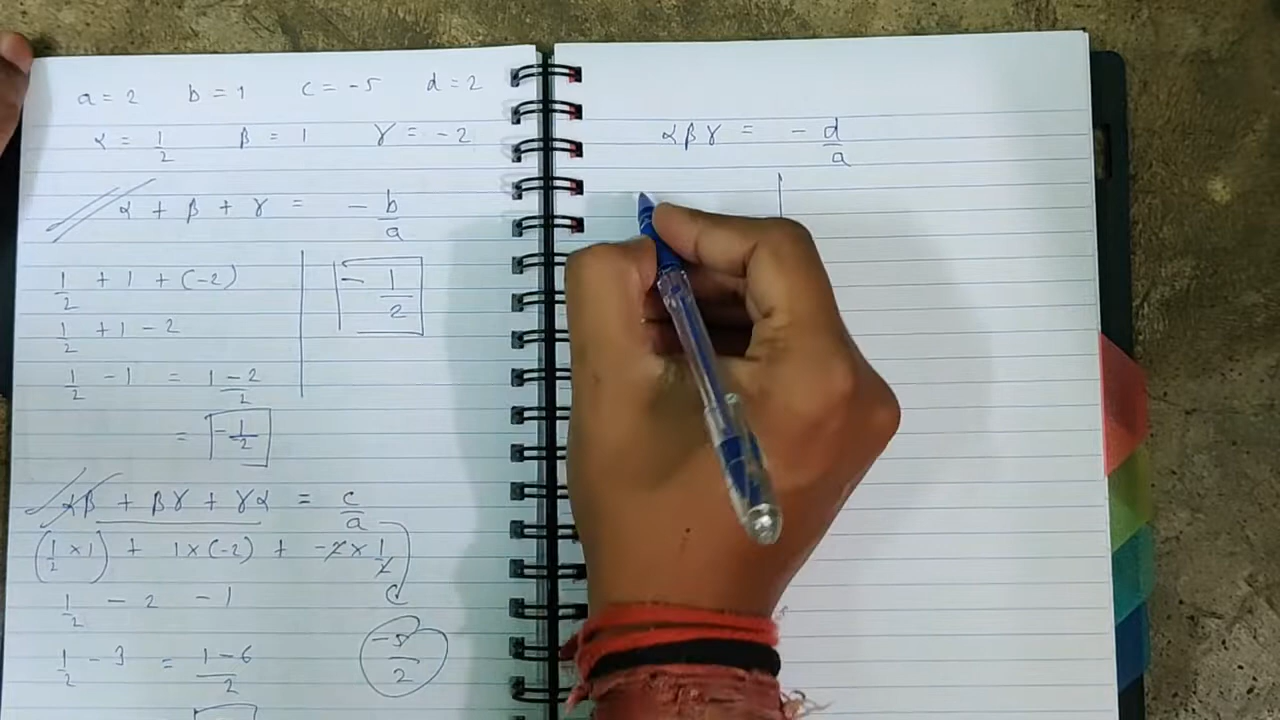 a = 2 b = 1 c = -5 d = 2
α = 1/2 β = 1 γ = -2
α + β + γ = - b/a
1/2 + 1 + (-2) - 1/2
1/2 + 1 - 2
1/2 - 1 = 1-2/2
= -1/2
αβ + βγ + γα = c/a
(1/2 × 1) + 1×(-2) + -2 × 1/2
1/2 - 2 - 1
1/2 - 3 = 1-6/2 -5/2
αβγ = - d/a